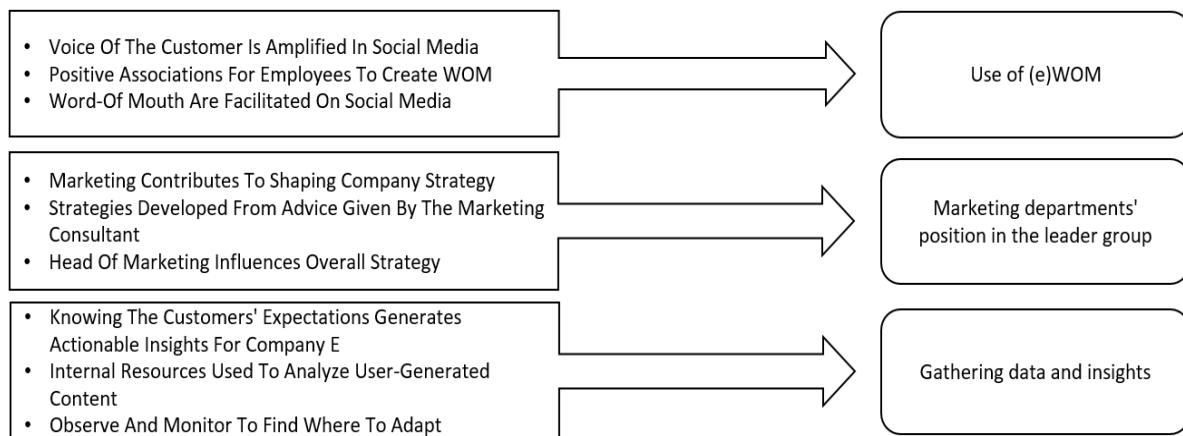 • Voice Of The Customer Is Amplified In Social Media
• Positive Associations For Employees To Create WOM
• Word-Of Mouth Are Facilitated On Social Media
Use of (e)WOM
• Marketing Contributes To Shaping Company Strategy
• Strategies Developed From Advice Given By The Marketing
Consultant
• Head Of Marketing Influences Overall Strategy
Marketing departments'
position in the leader group
• Knowing The Customers' Expectations Generates
Actionable Insights For Company E
• Internal Resources Used To Analyze User-Generated
Content
• Observe And Monitor To Find Where To Adapt
Gathering data and insights